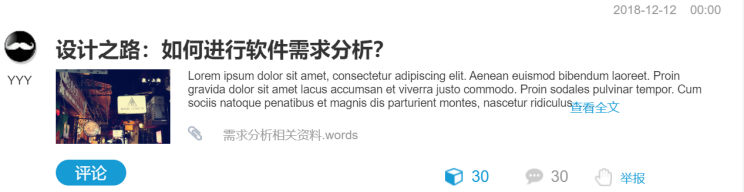 2018-12-12 00:00
设计之路：如何进行软件需求分析？
YYY
Lorem ipsum dolor sit amet, consectetur adipiscing elit. Aenean euismod bibendum laoreet. Proin
gravida dolor sit amet lacus accumsan et viverra justo commodo. Proin sodales pulvinar tempor. Cum
sociis natoque penatibus et magnis dis parturient montes, nascetur ridiculus
查看全文
需求分析相关资料.words
评论
30
30
举报